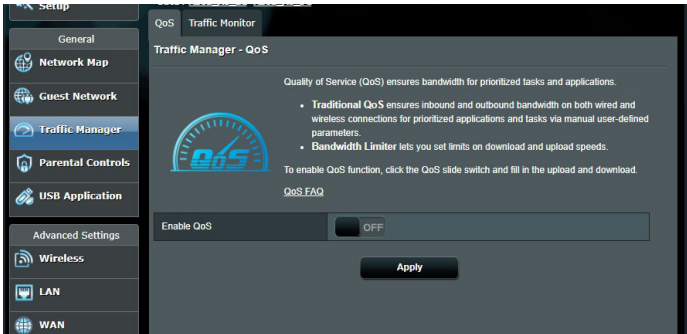 Setup
QoS
Traffic Monitor
General
Traffic Manager - QoS
Network Map
Quality of Service (QoS) ensures bandwidth for prioritized tasks and applications.
Guest Network
Traditional QoS ensures inbound and outbound bandwidth on both wired and
wireless connections for prioritized applications and tasks via manual user-defined
parameters.
Traffic Manager
Bandwidth Limiter lets you set limits on download and upload speeds.
Parental Controls
QoS
To enable QoS function, click the QoS slide switch and fill in the upload and download.
USB Application
QoS FAQ
Enable QoS
OFF
Advanced Settings
Wireless
Apply
LAN
WAN